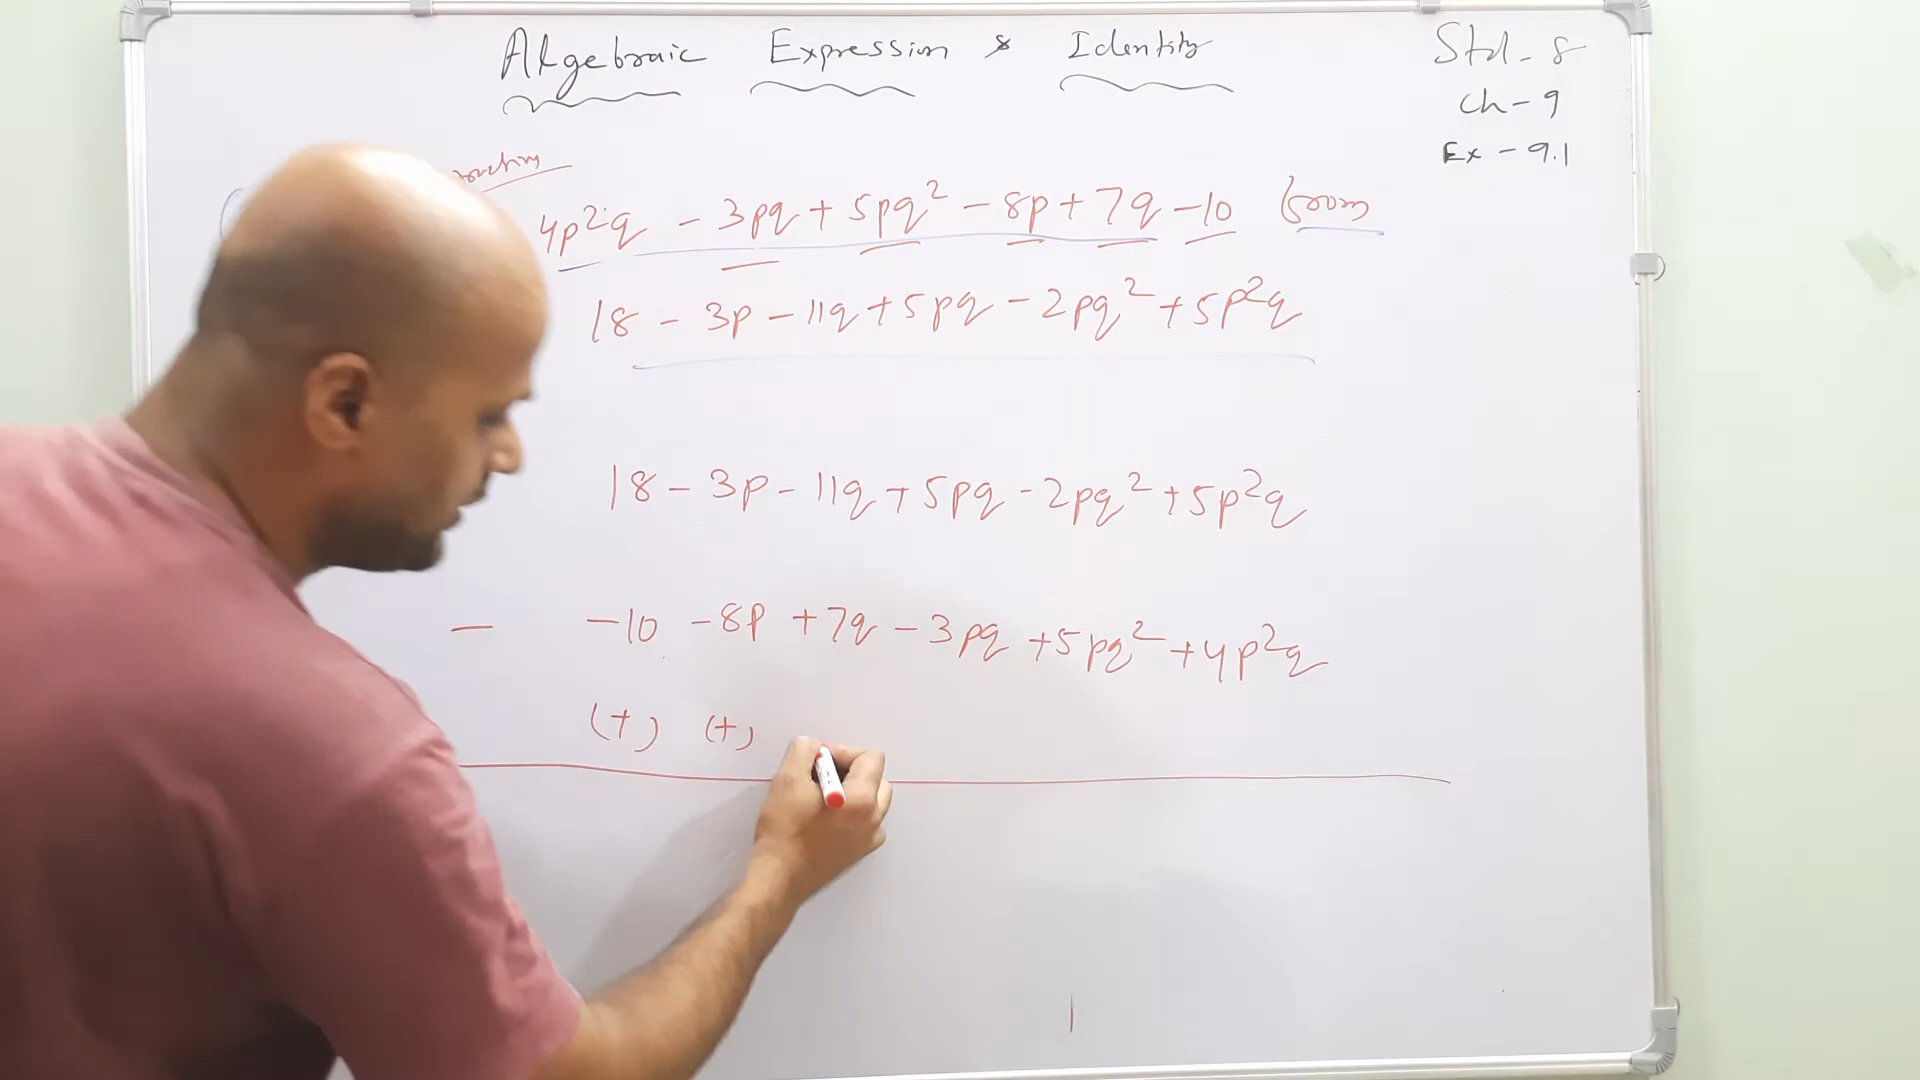 Algebraic Expression & Identity
Std - 8
Ch - 9
Ex - 9.1
4p²q - 3pq + 5pq² - 8p + 7q - 10 from
18 - 3p - 11q + 5pq - 2pq² + 5p²q
18 - 3p - 11q + 5pq - 2pq² + 5p²q
- -10 -8p +7q -3pq +5pq² +4p²q
(+) (+)